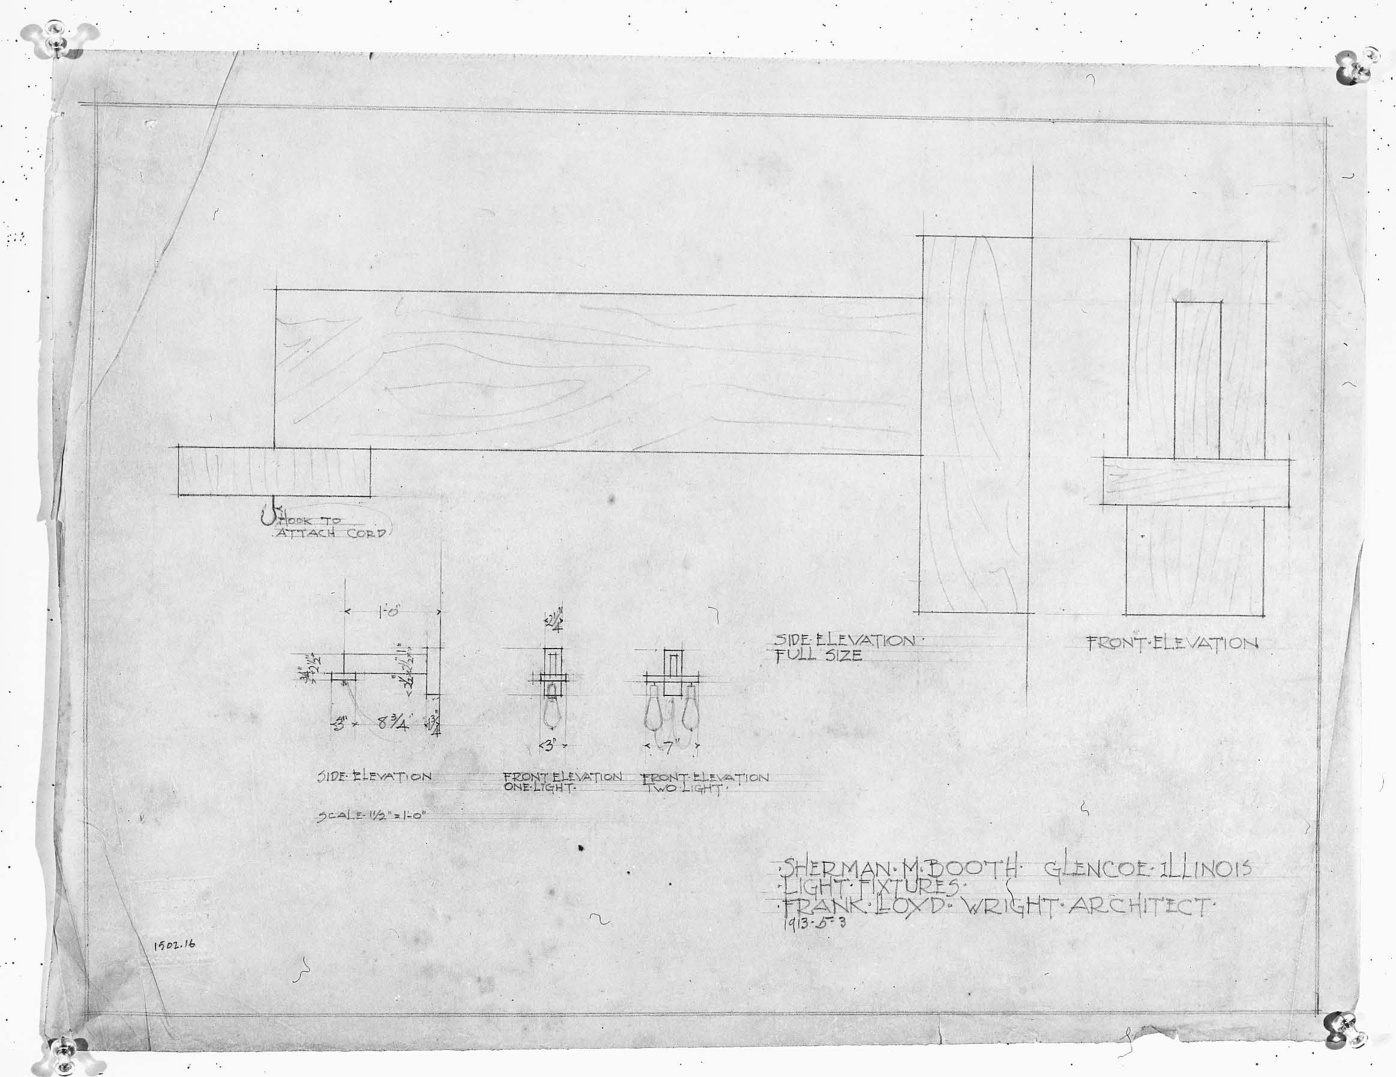 HOOK TO
ATTACH CORD
1'-0"
8 3/4"
3"
2 1/4"
3"
7"
SIDE·ELEVATION·
FULL SIZE
FRONT·ELEVATION
SIDE·ELEVATION
FRONT ELEVATION
ONE·LIGHT·
FRONT·ELEVATION
TWO·LIGHT·
SCALE·1 1/2"=1'-0"
·SHERMAN·M·BOOTH· GLENCOE·ILLINOIS
·LIGHT·FIXTURES·
·FRANK·LLOYD·WRIGHT·ARCHITECT·
1913-5-3
1502.16